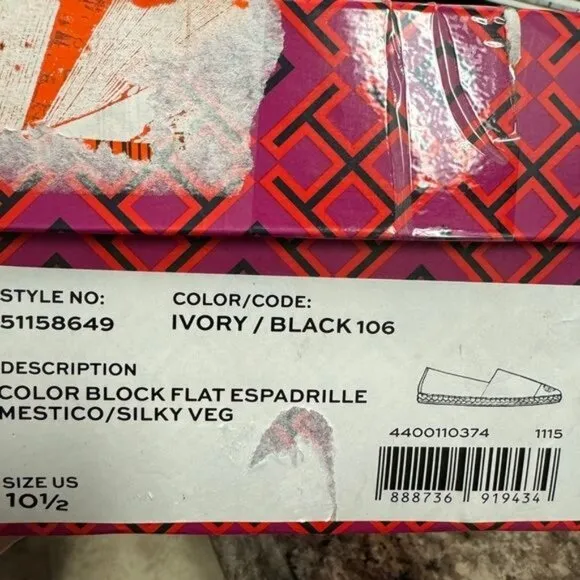 STYLE NO: COLOR/CODE:
51158649 IVORY / BLACK 106
DESCRIPTION
COLOR BLOCK FLAT ESPADRILLE
MESTICO/SILKY VEG
4400110374 1115
SIZE US
10½
888736 919434